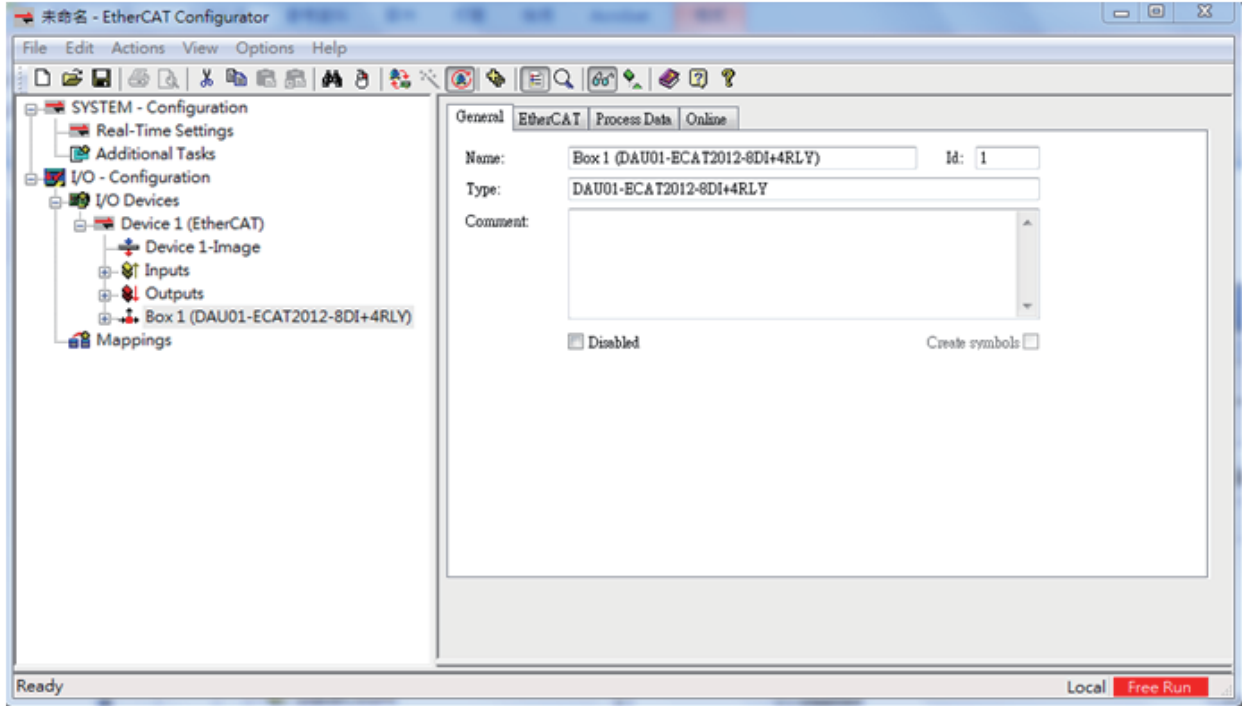 未命名 - EtherCAT Configurator
File Edit Actions View Options Help
SYSTEM - Configuration
Real-Time Settings
Additional Tasks
I/O - Configuration
I/O Devices
Device 1 (EtherCAT)
Device 1-Image
Inputs
Outputs
Box 1 (DAU01-ECAT2012-8DI+4RLY)
Mappings
General EtherCAT Process Data Online
Name: Box 1 (DAU01-ECAT2012-8DI+4RLY) Id: 1
Type: DAU01-ECAT2012-8DI+4RLY
Comment:
Disabled Create symbols
Ready Local Free Run